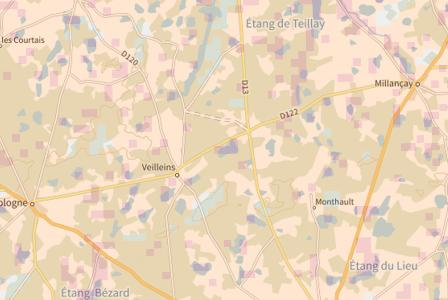 Étang de Teillay
les Courtais
D120
D13
Millançay
D122
Veilleins
ologne
Monthault
Étang du Lieu
Étang-Bézard